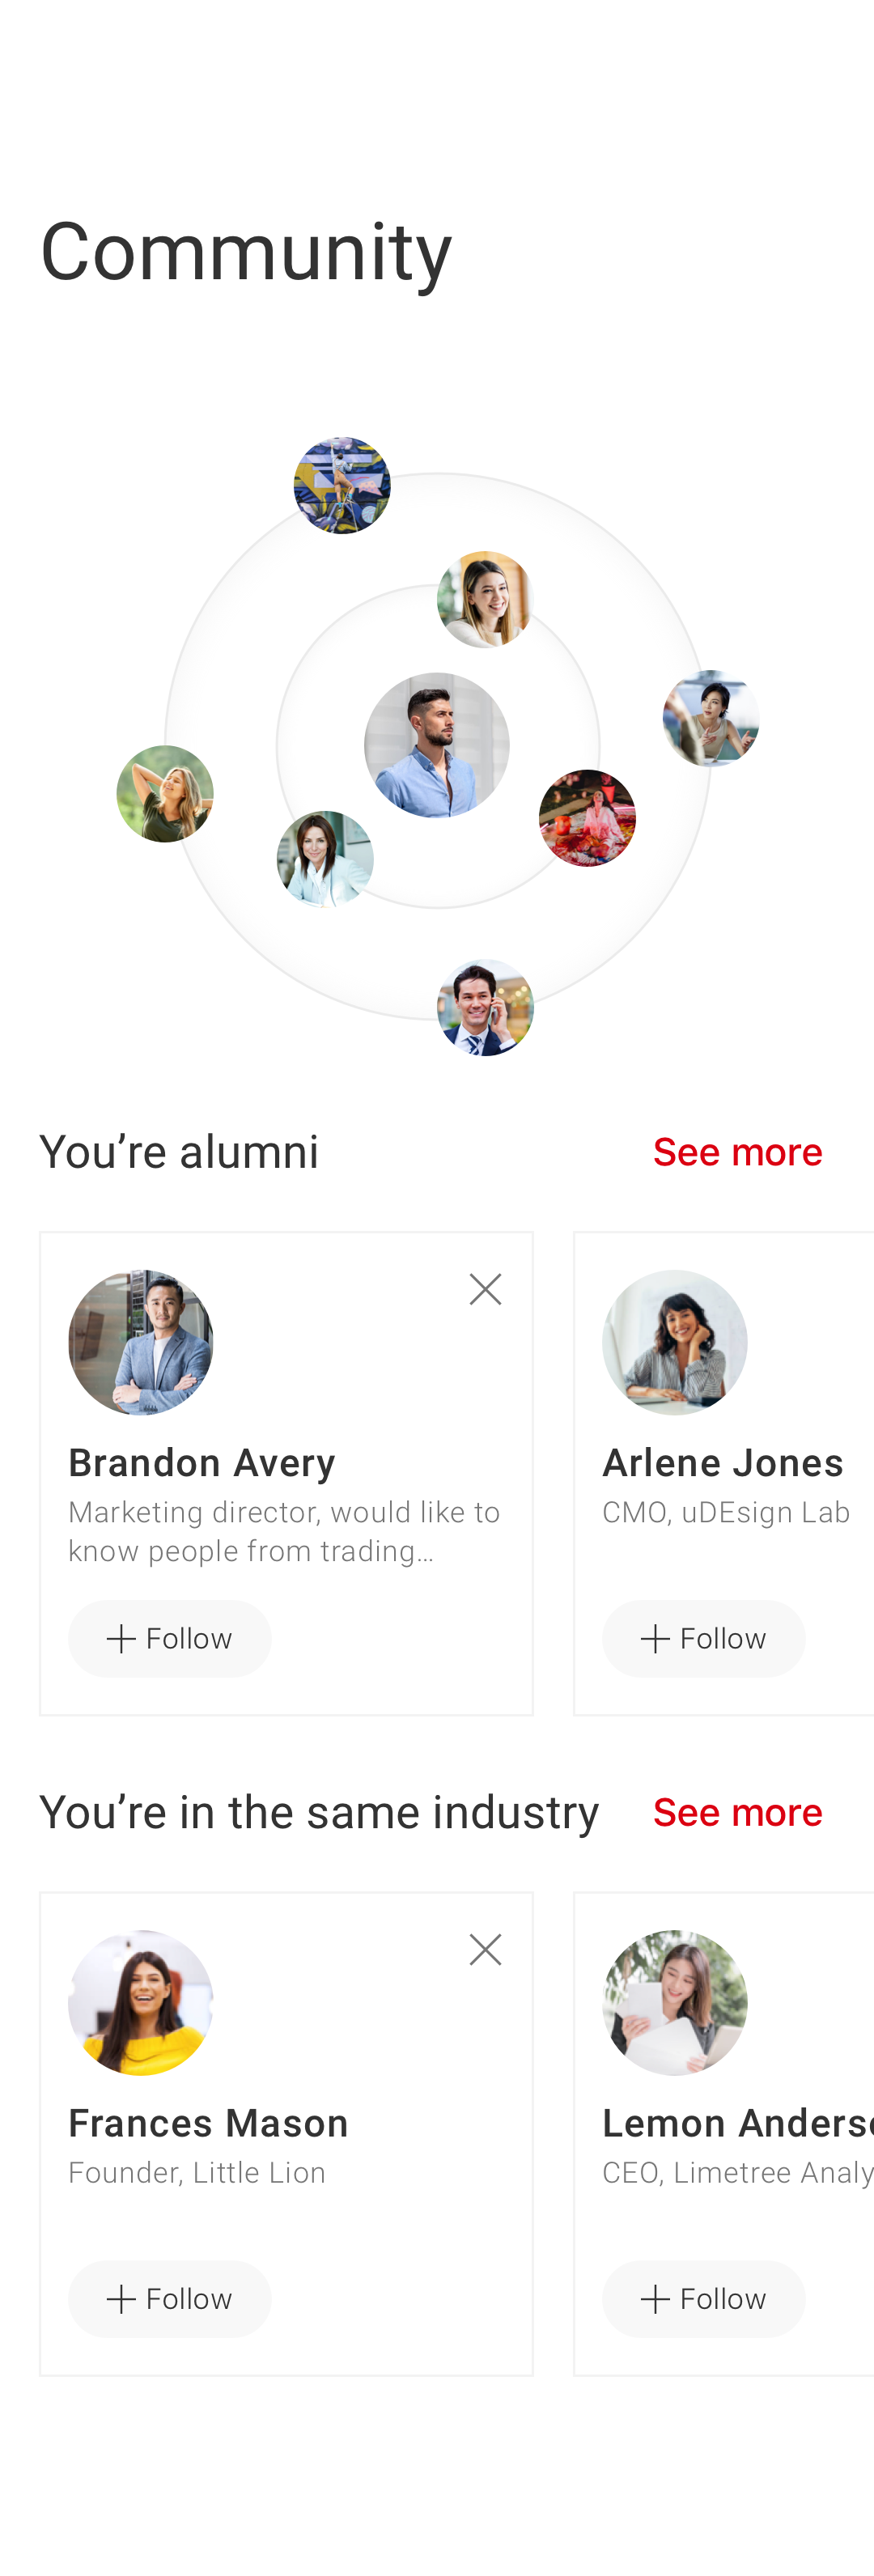 Community
You’re alumni See more
Brandon Avery
Marketing director, would like to
know people from trading...
Follow
Arlene Jones
CMO, uDEsign Lab
Follow
You’re in the same industry See more
Frances Mason
Founder, Little Lion
Follow
Lemon Anders
CEO, Limetree Analy
Follow